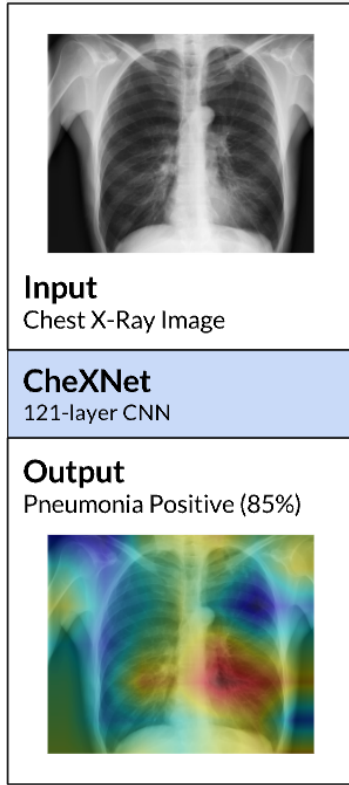 Input
Chest X-Ray Image
CheXNet
121-layer CNN
Output
Pneumonia Positive (85%)